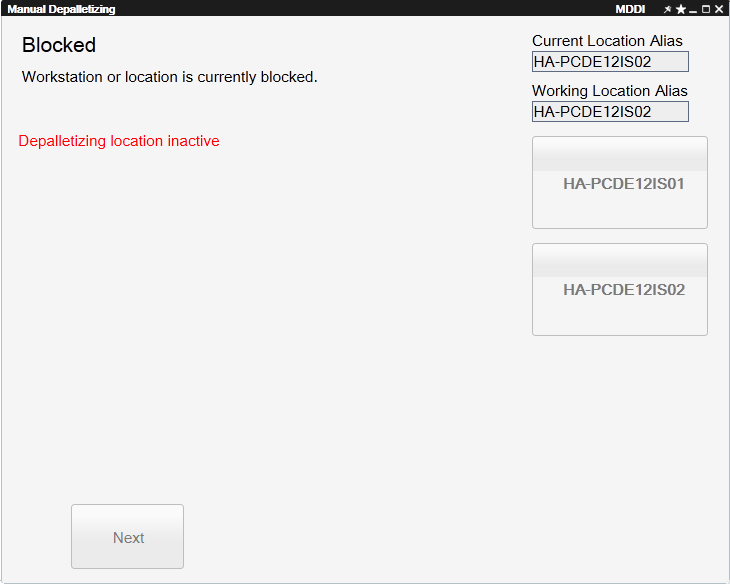 Manual Depalletizing MDDI
Blocked
Workstation or location is currently blocked.
Depalletizing location inactive
Current Location Alias
HA-PCDE12IS02
Working Location Alias
HA-PCDE12IS02
HA-PCDE12IS01
HA-PCDE12IS02
Next